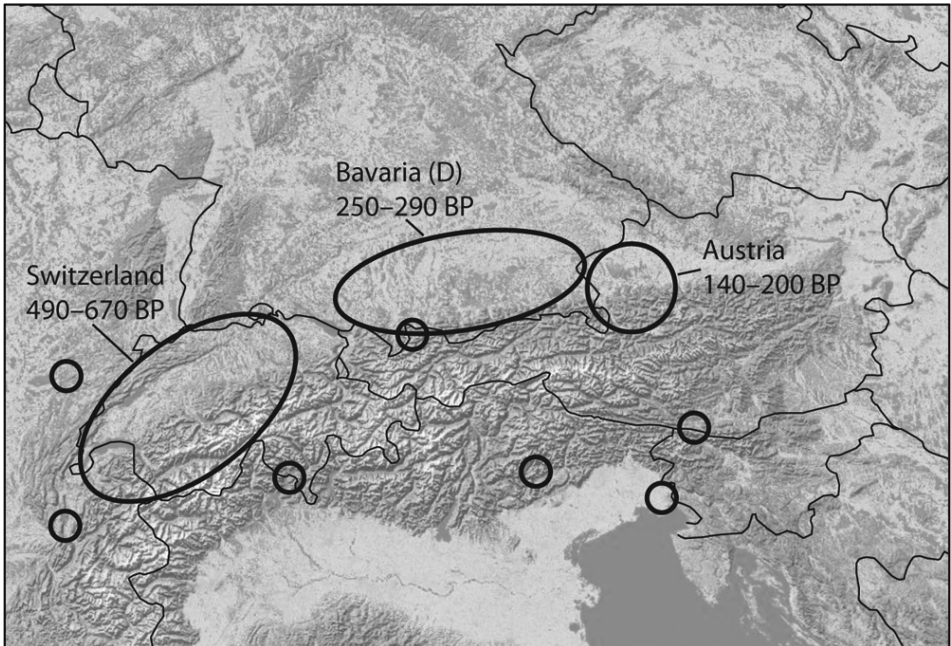 Bavaria (D)
250–290 BP
Austria
140–200 BP
Switzerland
490–670 BP